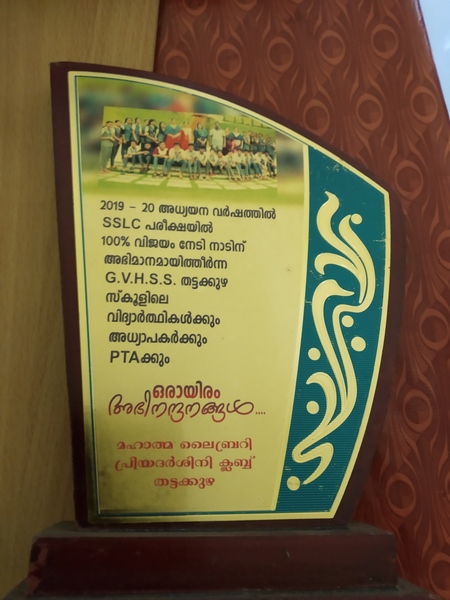 2019 - 20 അധ്യയന വർഷത്തിൽ
SSLC പരീക്ഷയിൽ
100% വിജയം നേടി നാടിന്
അഭിമാനമായിത്തീർന്ന
G.V.H.S.S. തട്ടക്കുഴ
സ്കൂളിലെ
വിദ്യാർത്ഥികൾക്കും
അധ്യാപകർക്കും
PTAക്കും
ഒരായിരം
അഭിനന്ദനങ്ങൾ....
മഹാത്മ ലൈബ്രറി
പ്രിയദർശിനി ക്ലബ്ബ്
തട്ടക്കുഴ